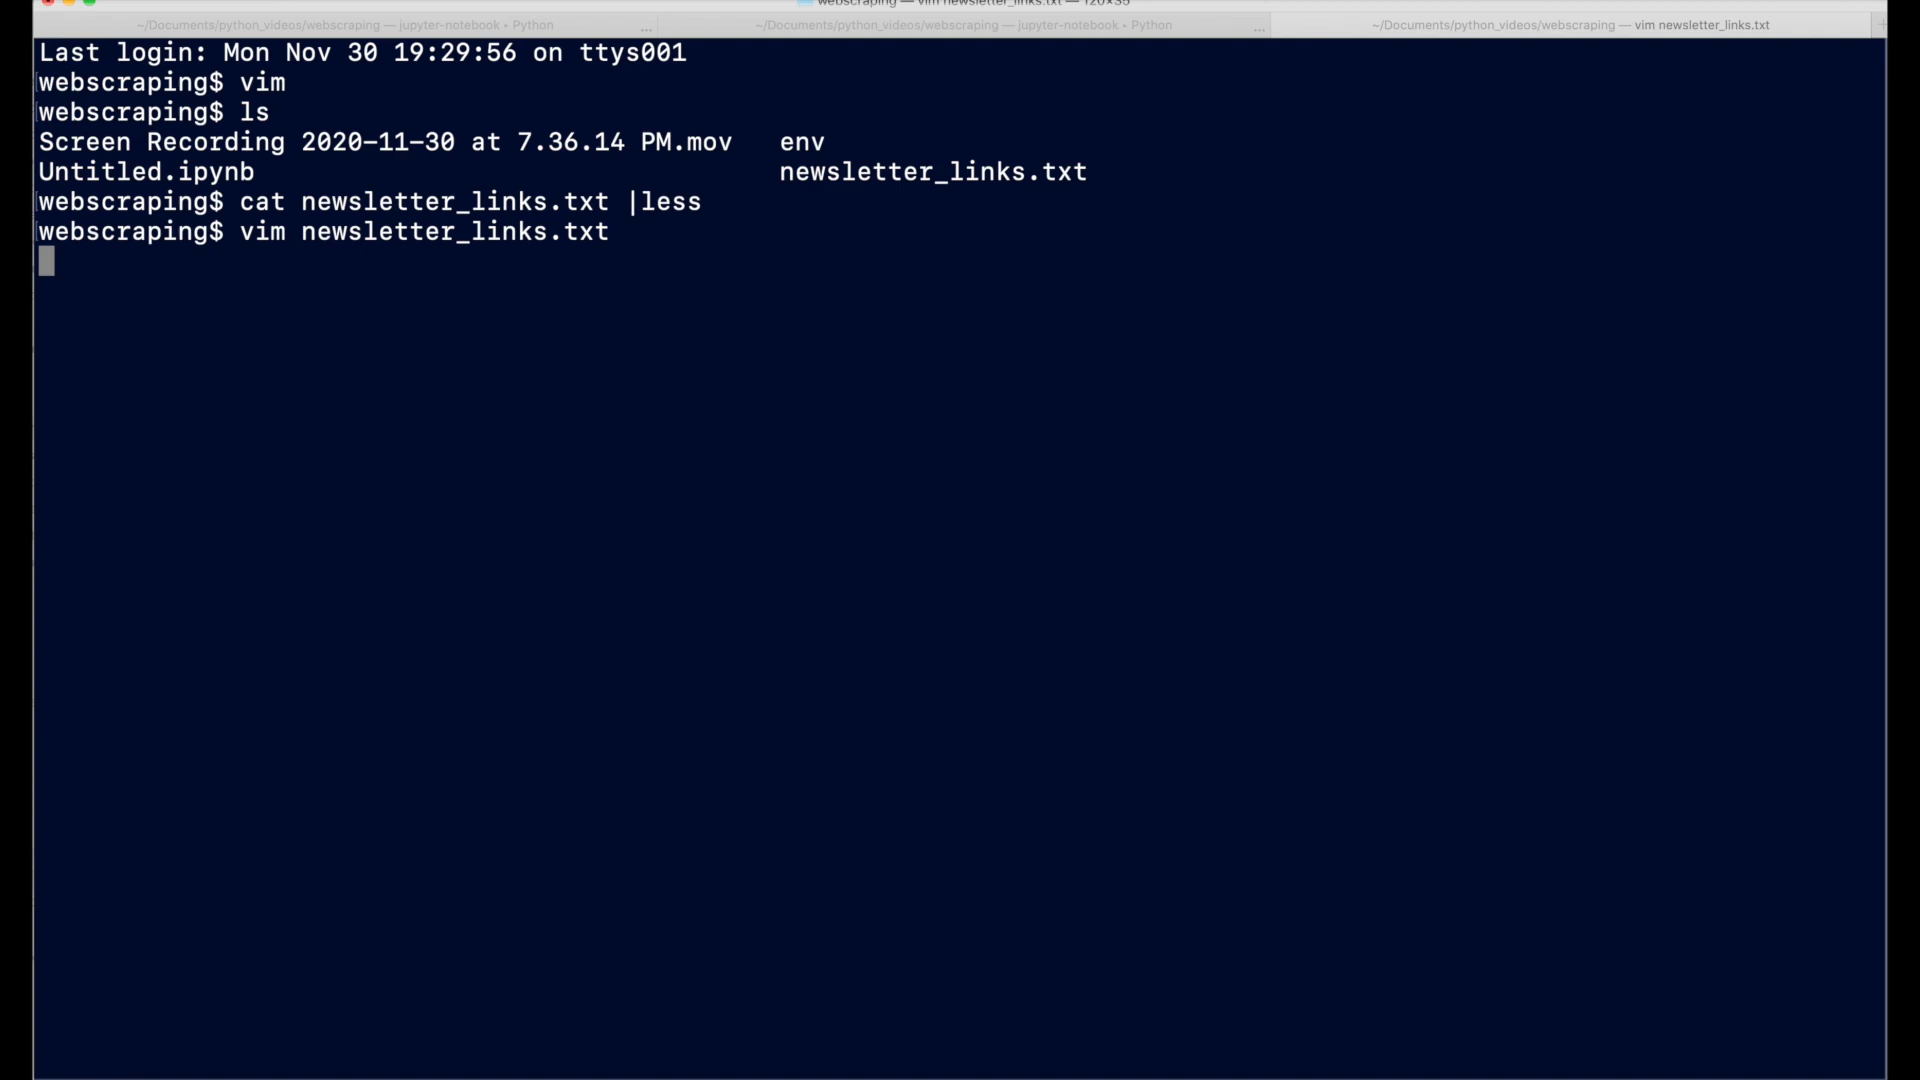 webscraping — vim newsletter_links.txt — 120×35
~/Documents/python_videos/webscraping — jupyter-notebook • Python ... ~/Documents/python_videos/webscraping — jupyter-notebook • Python ... ~/Documents/python_videos/webscraping — vim newsletter_links.txt +
Last login: Mon Nov 30 19:29:56 on ttys001
webscraping$ vim
webscraping$ ls
Screen Recording 2020-11-30 at 7.36.14 PM.mov env
Untitled.ipynb newsletter_links.txt
webscraping$ cat newsletter_links.txt |less
webscraping$ vim newsletter_links.txt